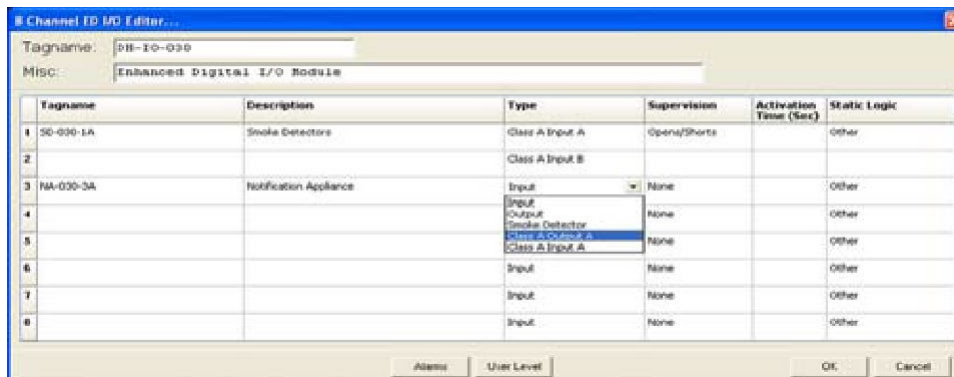 8 Channel ED I/O Editor...
Tagname: DM-IO-030
Misc: Enhanced Digital I/O Module
Tagname Description Type Supervision Activation Time (Sec) Static Logic
1 SD-030-1A Smoke Detectors Class A Input A Opens/Shorts Other
2 Class A Input B
3 NA-030-3A Notification Appliance Input None Other
Input
4 Output None Other
Smoke Detector
Class A Output A
5 Class A Input A None Other
6 Input None Other
7 Input None Other
8 Input None Other
Alarms User Level OK Cancel